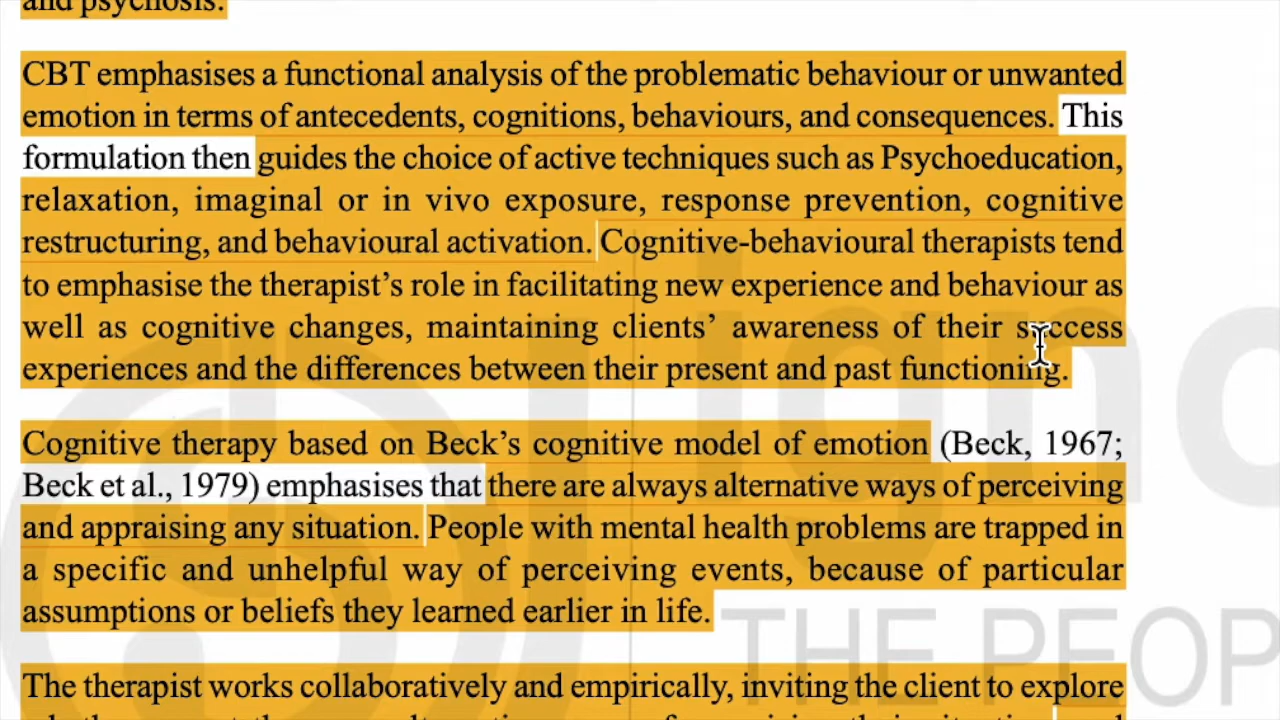 and psychosis.
CBT emphasises a functional analysis of the problematic behaviour or unwanted
emotion in terms of antecedents, cognitions, behaviours, and consequences. This
formulation then guides the choice of active techniques such as Psychoeducation,
relaxation, imaginal or in vivo exposure, response prevention, cognitive
restructuring, and behavioural activation. Cognitive-behavioural therapists tend
to emphasise the therapist’s role in facilitating new experience and behaviour as
well as cognitive changes, maintaining clients’ awareness of their success
experiences and the differences between their present and past functioning.
Cognitive therapy based on Beck’s cognitive model of emotion (Beck, 1967;
Beck et al., 1979) emphasises that there are always alternative ways of perceiving
and appraising any situation. People with mental health problems are trapped in
a specific and unhelpful way of perceiving events, because of particular
assumptions or beliefs they learned earlier in life.
THE PEOP
The therapist works collaboratively and empirically, inviting the client to explore